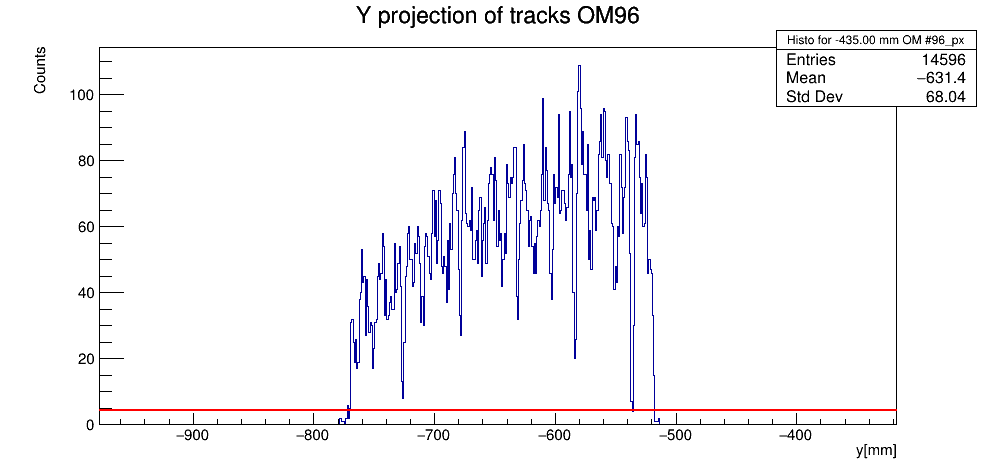 Y projection of tracks OM96
Histo for -435.00 mm OM #96_px
Entries 14596
Mean −631.4
Std Dev 68.04
Counts
100
80
60
40
20
0
−900 −800 −700 −600 −500 −400
y[mm]